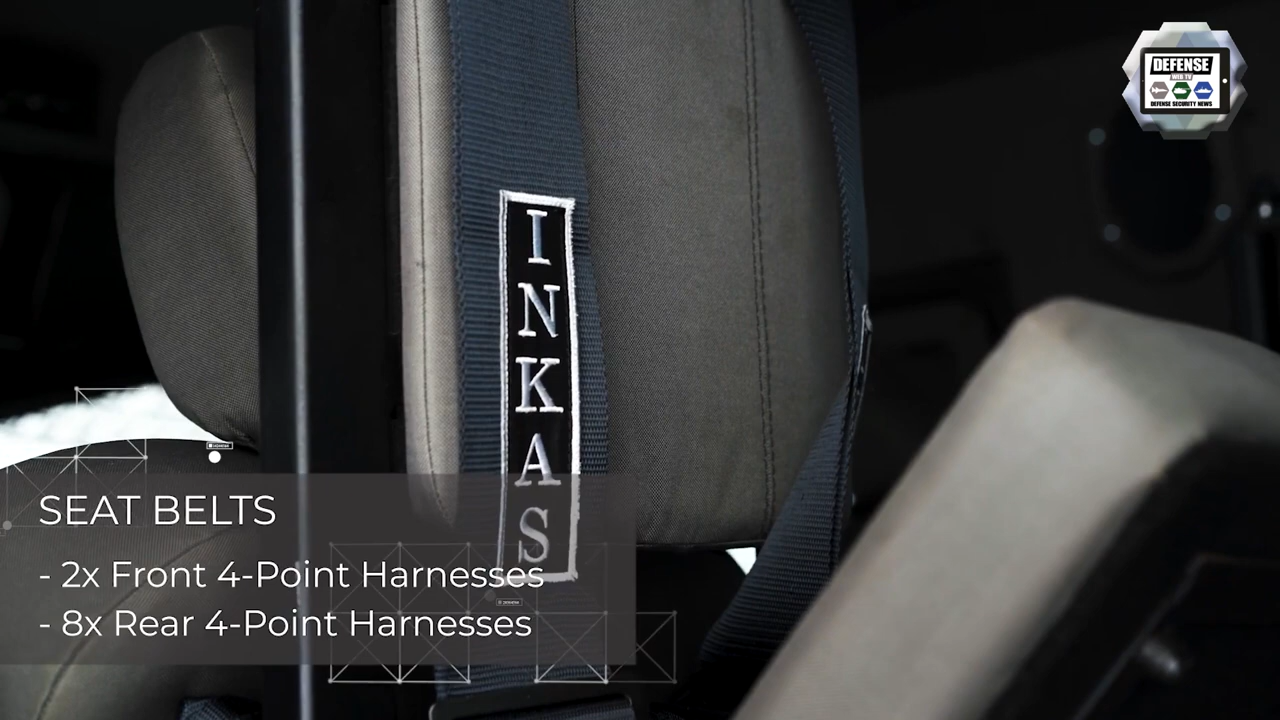 DEFENSE
WEB TV
DEFENSE SECURITY NEWS
INKAS
SEAT BELTS
- 2x Front 4-Point Harnesses
- 8x Rear 4-Point Harnesses